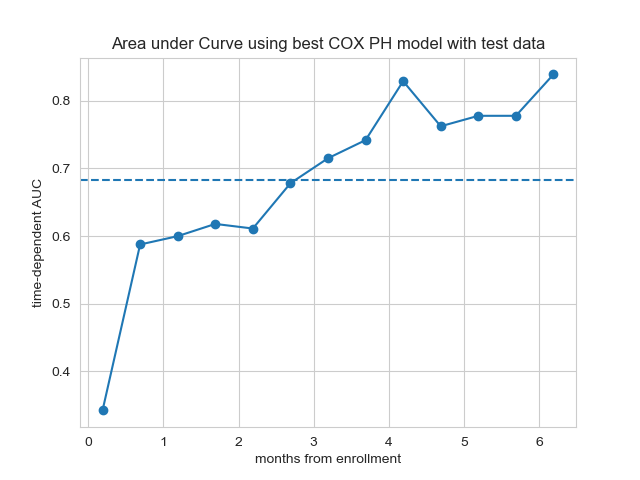 Area under Curve using best COX PH model with test data
time-dependent AUC
0.8
0.7
0.6
0.5
0.4
0 1 2 3 4 5 6
months from enrollment